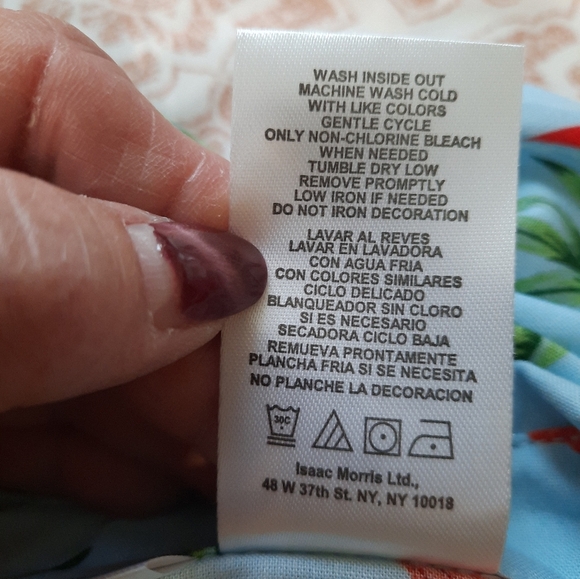 WASH INSIDE OUT
MACHINE WASH COLD
WITH LIKE COLORS
GENTLE CYCLE
ONLY NON-CHLORINE BLEACH
WHEN NEEDED
TUMBLE DRY LOW
REMOVE PROMPTLY
LOW IRON IF NEEDED
DO NOT IRON DECORATION
LAVAR AL REVES
LAVAR EN LAVADORA
CON AGUA FRIA
CON COLORES SIMILARES
CICLO DELICADO
BLANQUEADOR SIN CLORO
SI ES NECESARIO
SECADORA CICLO BAJA
REMUEVA PRONTAMENTE
PLANCHA FRIA SI SE NECESITA
NO PLANCHE LA DECORACION
30C
Isaac Morris Ltd.,
48 W 37th St. NY, NY 10018